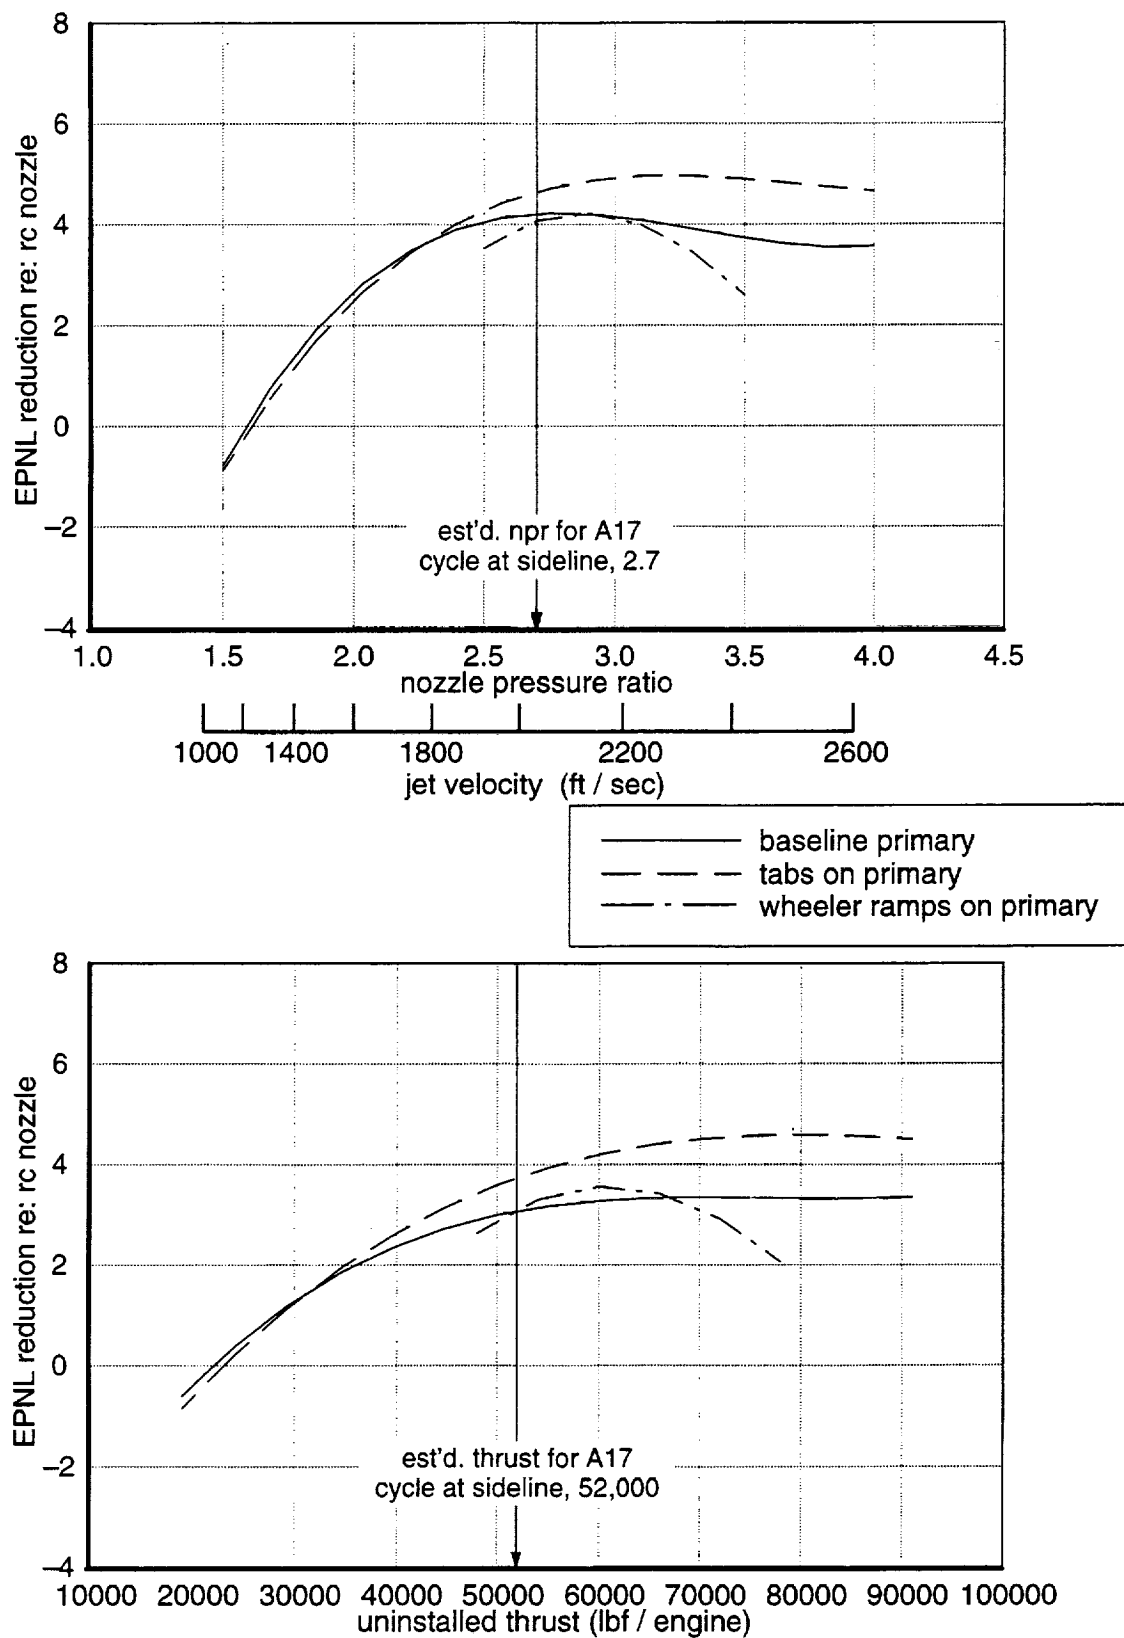 8
6
4
2
0
−2
−4
EPNL reduction re: rc nozzle
est'd. npr for A17
cycle at sideline, 2.7
1.0 1.5 2.0 2.5 3.0 3.5 4.0 4.5
nozzle pressure ratio
1000 1400 1800 2200 2600
jet velocity (ft / sec)
baseline primary
tabs on primary
wheeler ramps on primary
8
6
4
2
0
−2
−4
EPNL reduction re: rc nozzle
est'd. thrust for A17
cycle at sideline, 52,000
10000 20000 30000 40000 50000 60000 70000 80000 90000 100000
uninstalled thrust (lbf / engine)